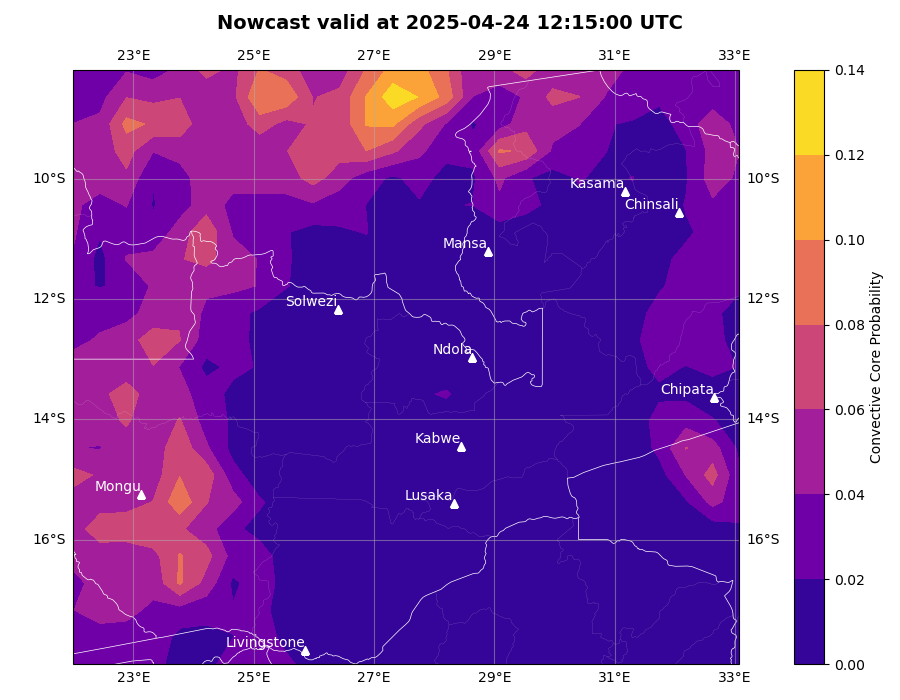 Nowcast valid at 2025-04-24 12:15:00 UTC
23°E 25°E 27°E 29°E 31°E 33°E
0.14
0.12
10°S Kasama 10°S
Chinsali
0.10
Mansa
12°S Solwezi 12°S
0.08
Ndola
Chipata
0.06
14°S 14°S
Kabwe
Convective Core Probability
Mongu
Lusaka
0.04
16°S 16°S
0.02
Livingstone
0.00
23°E 25°E 27°E 29°E 31°E 33°E